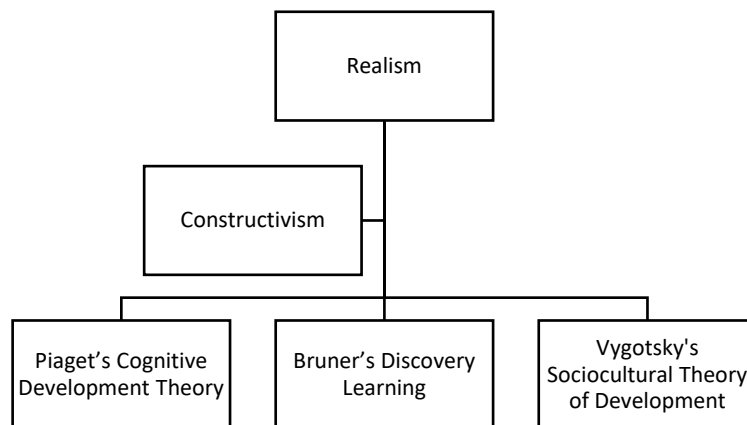 Realism
Constructivism
Piaget’s Cognitive
Development Theory
Bruner’s Discovery
Learning
Vygotsky's
Sociocultural Theory
of Development